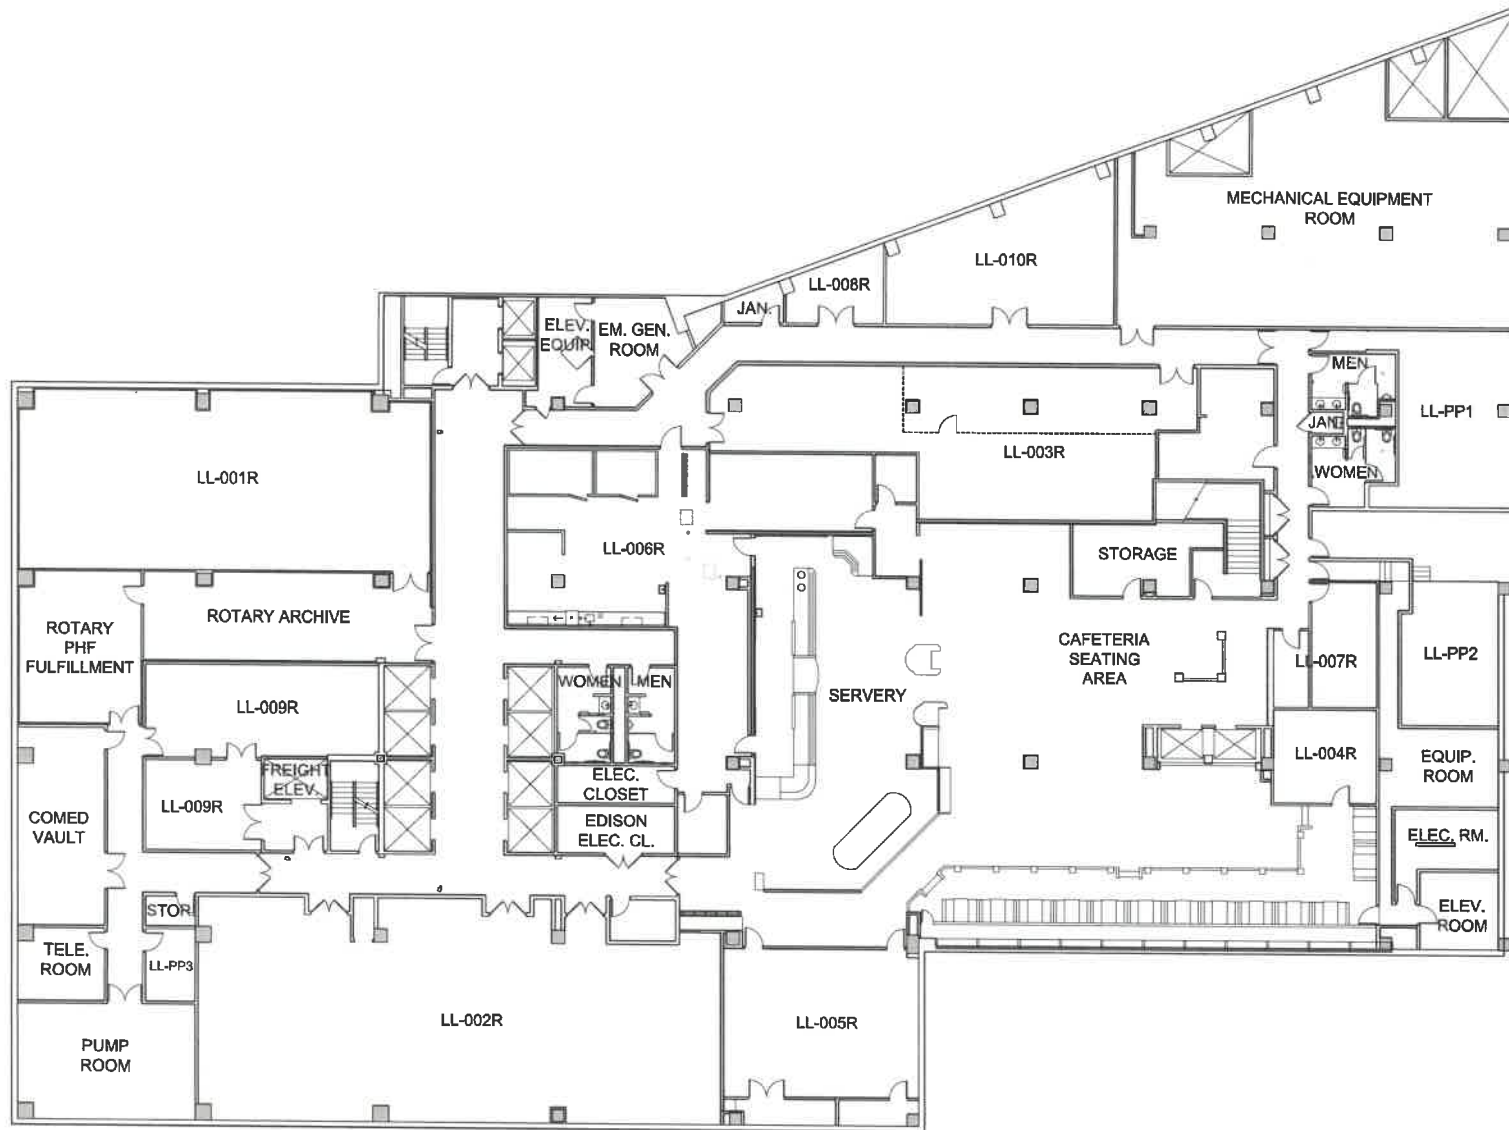 MECHANICAL EQUIPMENT
ROOM
LL-010R
LL-008R
JAN.
ELEV.
EQUIP.
EM. GEN.
ROOM
MEN
LL-PP1
JAN.
LL-003R
WOMEN
LL-001R
LL-006R
STORAGE
ROTARY ARCHIVE
ROTARY
PHF
FULFILLMENT
CAFETERIA
SEATING
AREA
LL-007R
LL-PP2
WOMEN
MEN
SERVERY
LL-009R
LL-004R
EQUIP.
ROOM
FREIGHT
ELEV.
ELEC.
CLOSET
LL-009R
COMED
VAULT
EDISON
ELEC. CL.
ELEC. RM.
STOR.
ELEV.
ROOM
TELE.
ROOM
LL-PP3
LL-002R
LL-005R
PUMP
ROOM